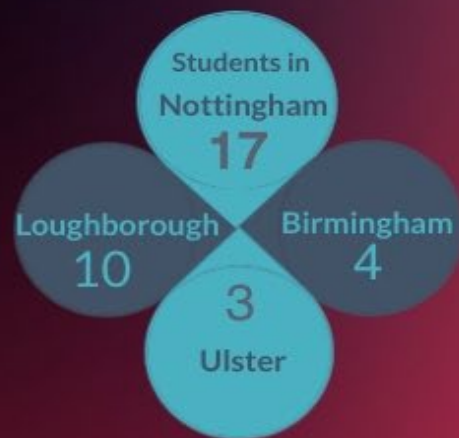 Students in
Nottingham
17
Loughborough
10
Birmingham
4
3
Ulster